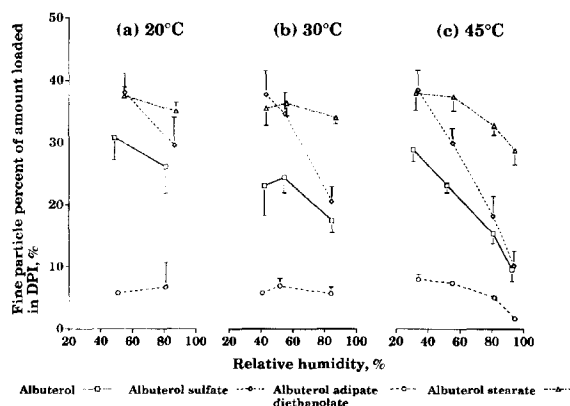 (a) 20°C (b) 30°C (c) 45°C
Fine particle percent of amount loaded
in DPI, %
50
40
30
20
10
0
20 40 60 80 100 20 40 60 80 100 20 40 60 80 100
Relative humidity, %
Albuterol Albuterol sulfate Albuterol adipate Albuterol stearate
diethanolate